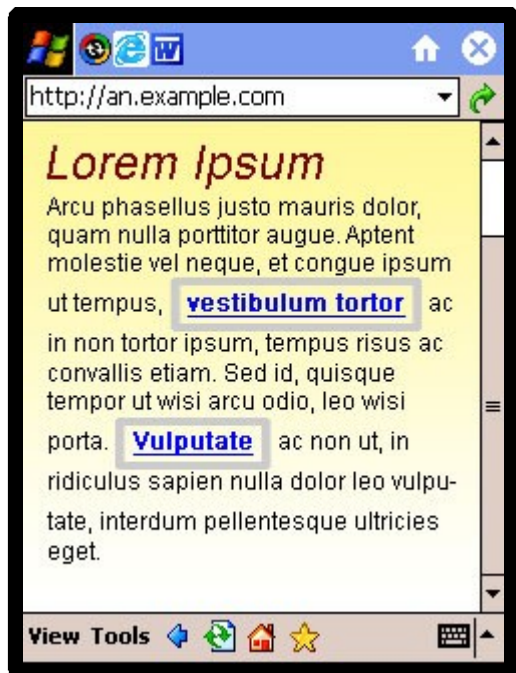 http://an.example.com
Lorem Ipsum
Arcu phasellus justo mauris dolor,
quam nulla porttitor augue. Aptent
molestie vel neque, et congue ipsum
ut tempus, vestibulum tortor ac
in non tortor ipsum, tempus risus ac
convallis etiam. Sed id, quisque
tempor ut wisi arcu odio, leo wisi
porta. Vulputate ac non ut, in
ridiculus sapien nulla dolor leo vulpu-
tate, interdum pellentesque ultricies
eget.
View Tools